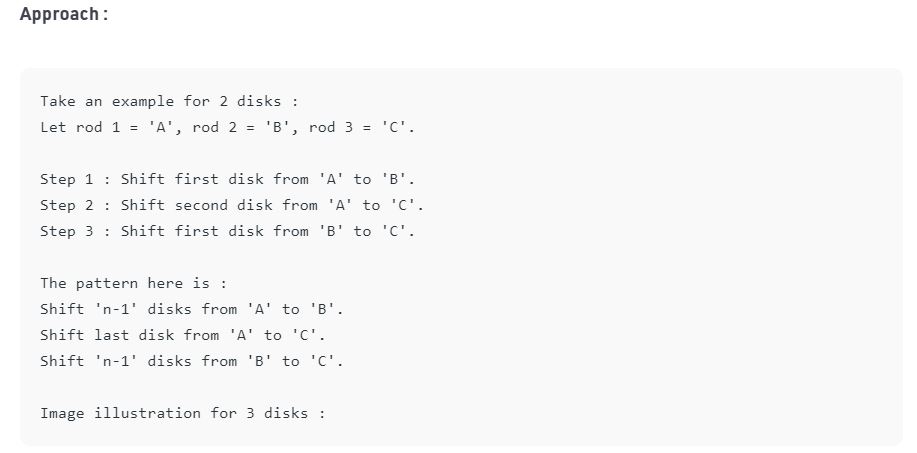 Approach :
Take an example for 2 disks :
Let rod 1 = 'A', rod 2 = 'B', rod 3 = 'C'.
Step 1 : Shift first disk from 'A' to 'B'.
Step 2 : Shift second disk from 'A' to 'C'.
Step 3 : Shift first disk from 'B' to 'C'.
The pattern here is :
Shift 'n-1' disks from 'A' to 'B'.
Shift last disk from 'A' to 'C'.
Shift 'n-1' disks from 'B' to 'C'.
Image illustration for 3 disks :